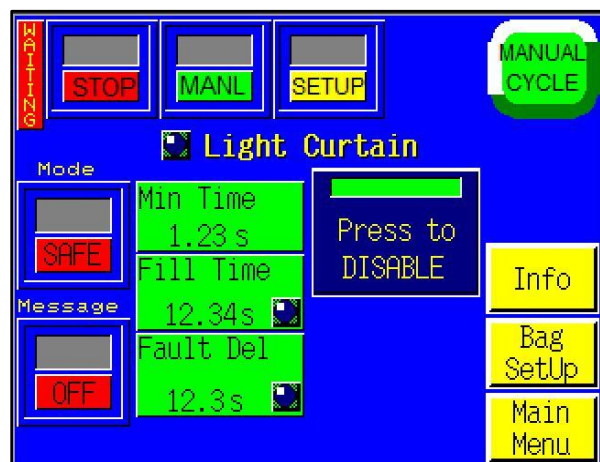 WAITING
STOP
MANL
SETUP
MANUAL
CYCLE
Light Curtain
Mode
SAFE
Min Time
1.23 s
Fill Time
12.34s
Fault Del
12.3s
Press to
DISABLE
Message
OFF
Info
Bag
SetUp
Main
Menu